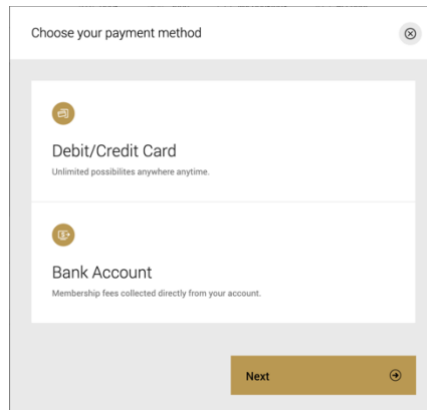 Choose your payment method
Debit/Credit Card
Unlimited possibilites anywhere anytime.
Bank Account
Membership fees collected directly from your account.
Next